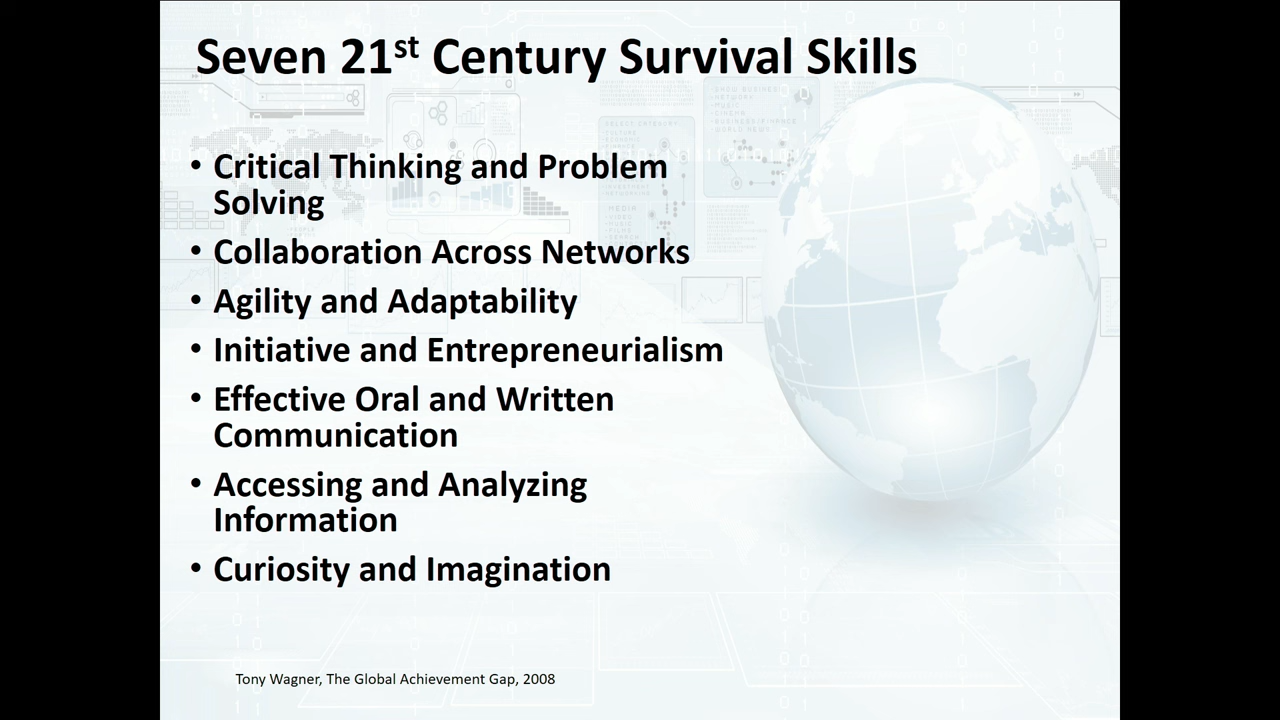 Seven 21st Century Survival Skills
• Critical Thinking and Problem
Solving
• Collaboration Across Networks
• Agility and Adaptability
• Initiative and Entrepreneurialism
• Effective Oral and Written
Communication
• Accessing and Analyzing
Information
• Curiosity and Imagination
Tony Wagner, The Global Achievement Gap, 2008